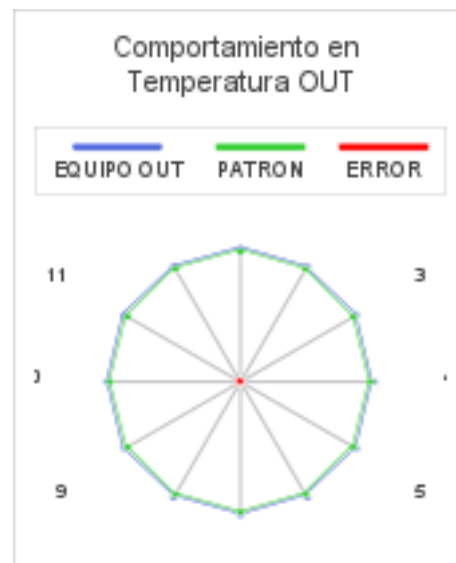 Comportamiento en
Temperatura OUT
EQUIPO OUT PATRON ERROR
11 3
9 5